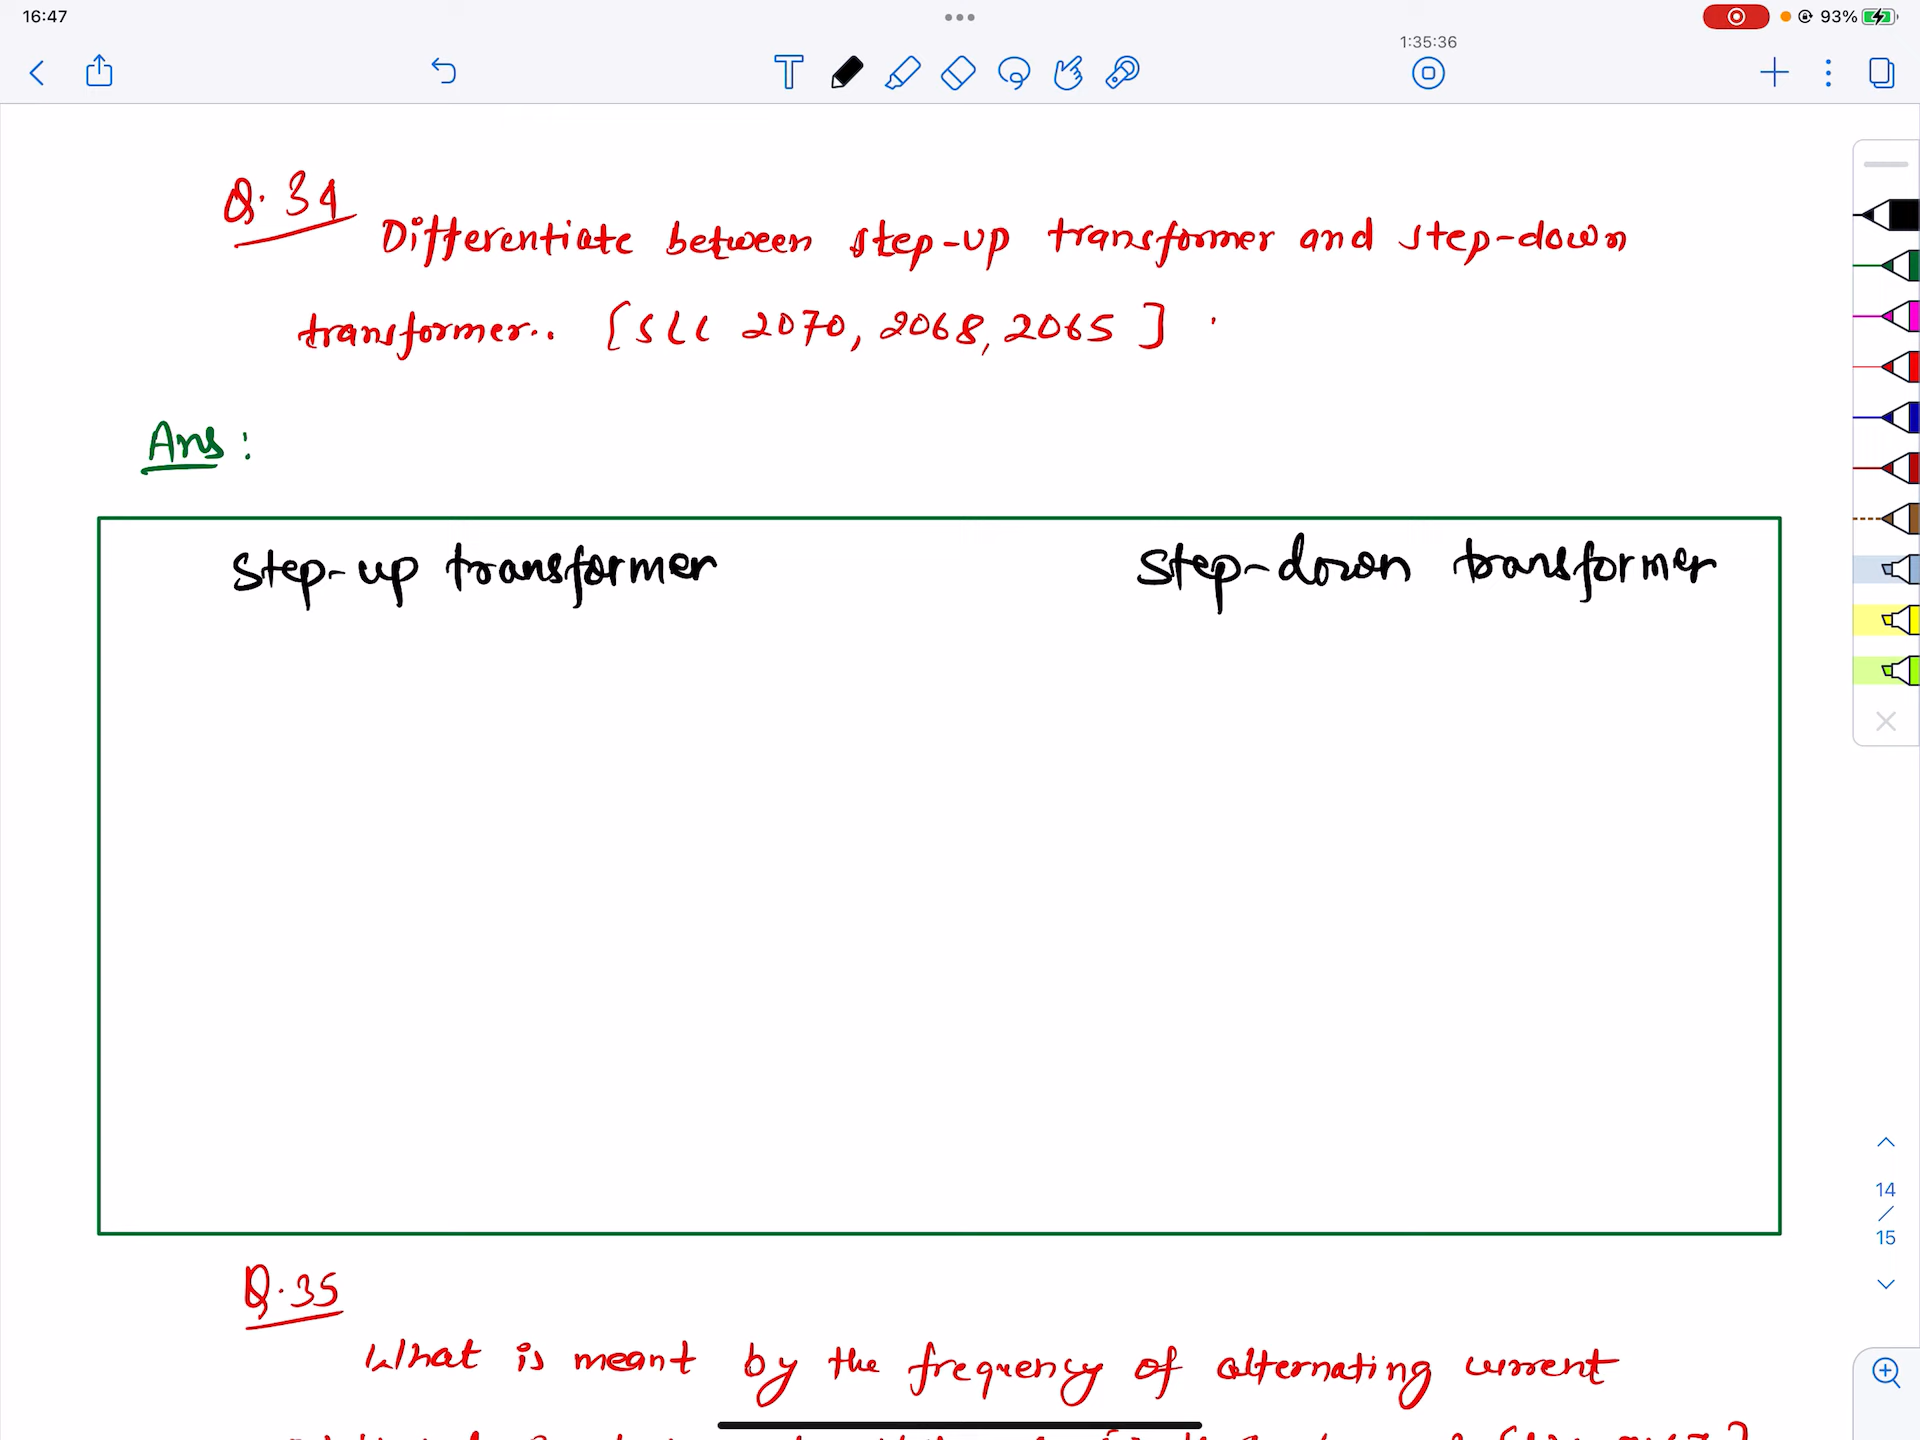 16:47
93%
1:35:36
Q. 34
Differentiate between step-up transformer and step-down
transformer.. [SLC 2070, 2068, 2065]
Ans:
Step-up transformer Step-down transformer
14
/
15
Q.35
What is meant by the frequency of alternating current